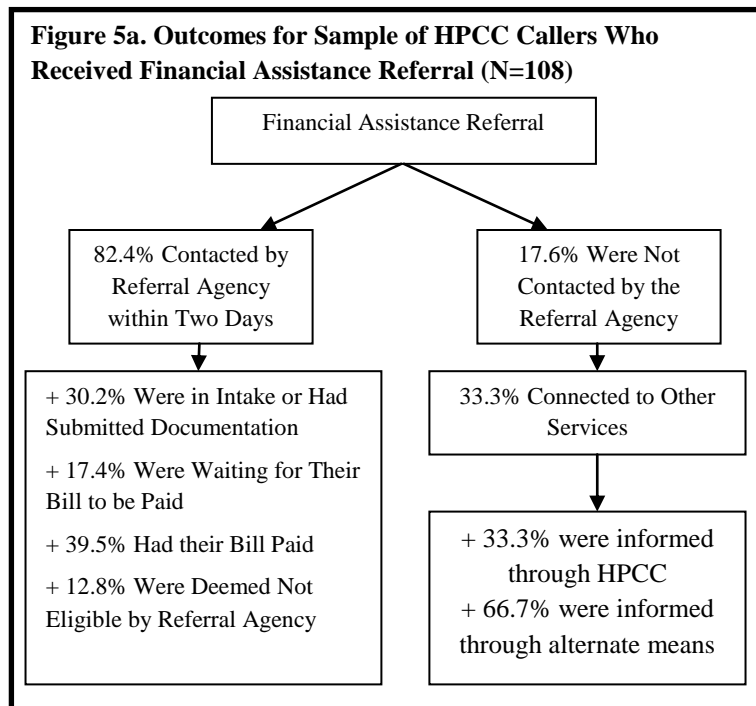 Figure 5a. Outcomes for Sample of HPCC Callers Who
Received Financial Assistance Referral (N=108)
Financial Assistance Referral
82.4% Contacted by
Referral Agency
within Two Days
17.6% Were Not
Contacted by the
Referral Agency
+ 30.2% Were in Intake or Had
Submitted Documentation
+ 17.4% Were Waiting for Their
Bill to be Paid
+ 39.5% Had their Bill Paid
+ 12.8% Were Deemed Not
Eligible by Referral Agency
33.3% Connected to Other
Services
+ 33.3% were informed
through HPCC
+ 66.7% were informed
through alternate means